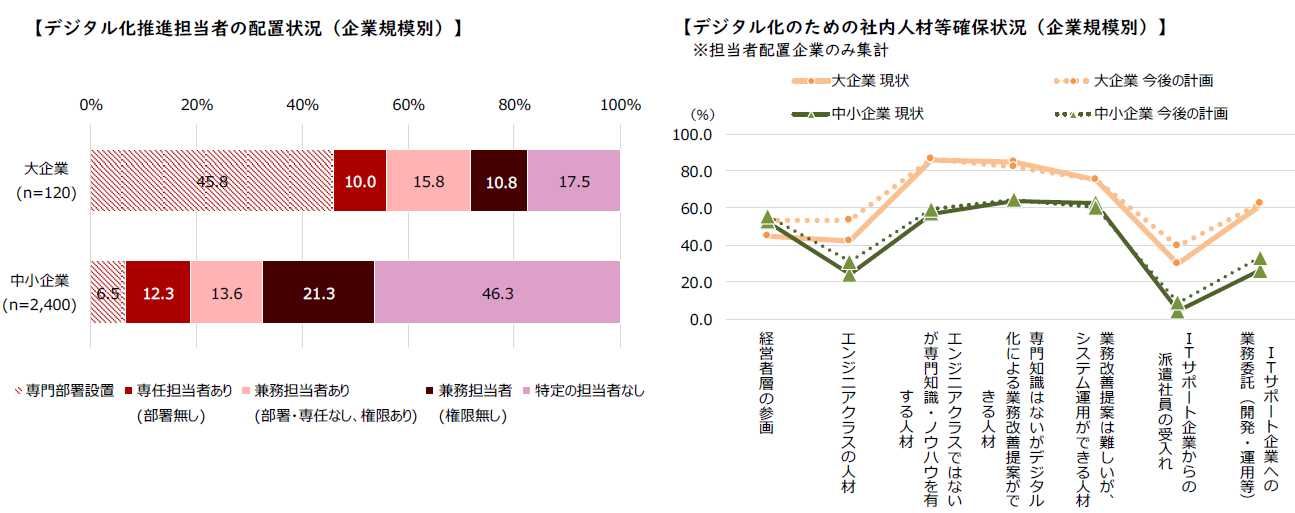 【デジタル化推進担当者の配置状況（企業規模別）】
0% 20% 40% 60% 80% 100%
大企業
(n=120)
45.8 10.0 15.8 10.8 17.5
中小企業
(n=2,400)
6.5 12.3 13.6 21.3 46.3
専門部署設置
専任担当者あり
(部署無し)
兼務担当者あり
(部署・専任なし、権限あり)
兼務担当者
(権限無し)
特定の担当者なし
【デジタル化のための社内人材等確保状況（企業規模別）】
※担当者配置企業のみ集計
大企業 現状
大企業 今後の計画
中小企業 現状
中小企業 今後の計画
(%)
100.0
80.0
60.0
40.0
20.0
0.0
経営者層の参画
エンジニアクラスの人材
エンジニアクラスではない
が専門知識・ノウハウを有
する人材
専門知識はないがデジタル
化による業務改善提案がで
きる人材
業務改善提案は難しいが、
システム運用ができる人材
ＩＴサポート企業からの
派遣社員の受入れ
ＩＴサポート企業への
業務委託（開発・運用等）